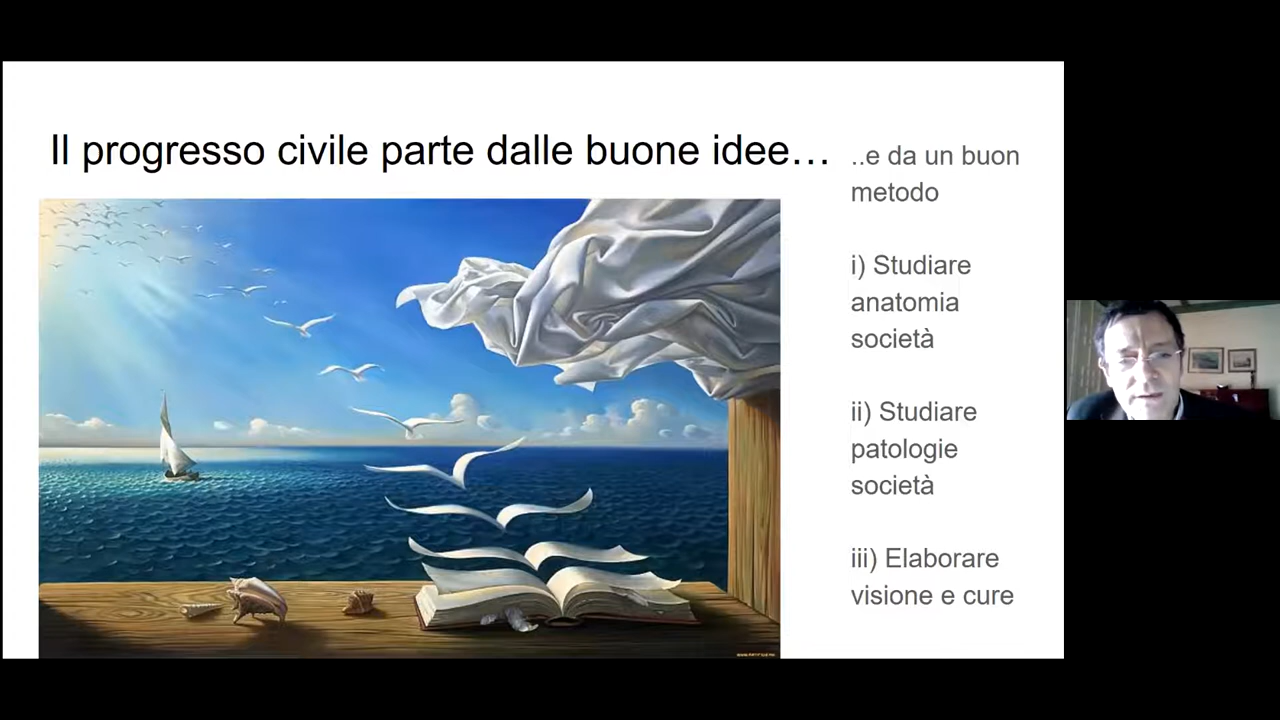 Il progresso civile parte dalle buone idee…
..e da un buon
metodo
i) Studiare
anatomia
società
ii) Studiare
patologie
società
iii) Elaborare
visione e cure